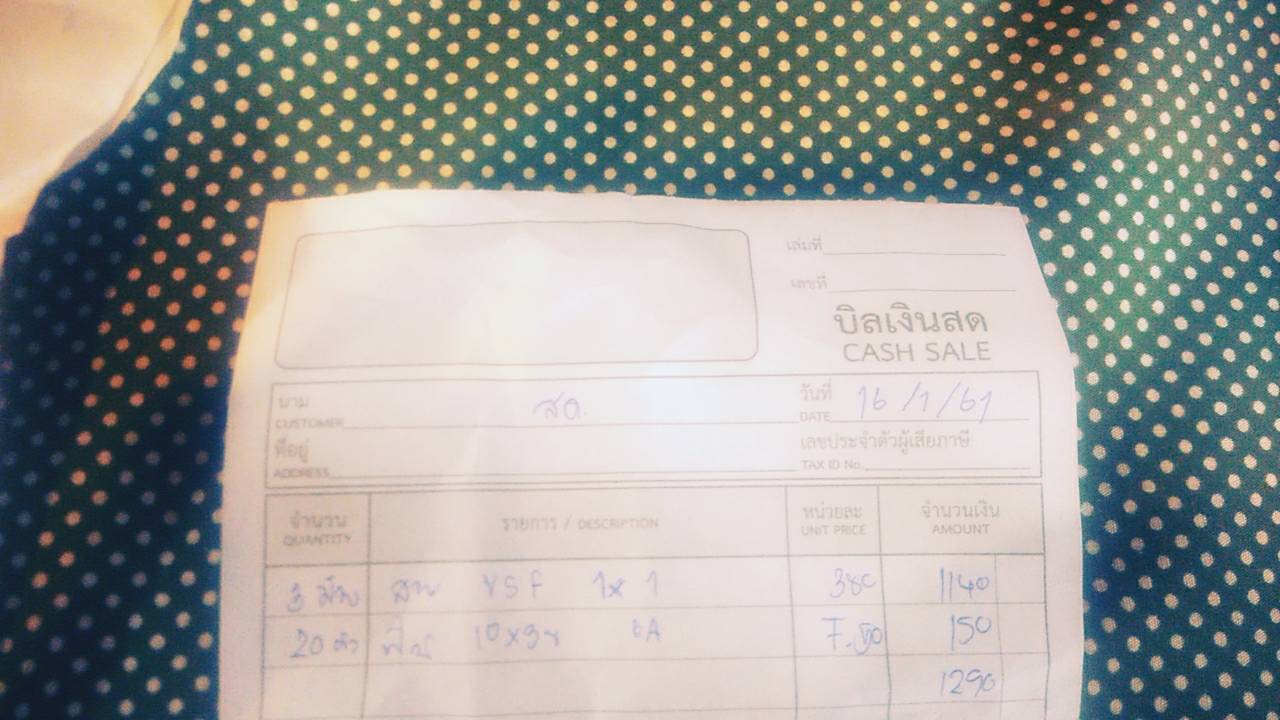 เล่มที่
เลขที่
บิลเงินสด
CASH SALE
นาม สด. วันที่ 16/1/61
CUSTOMER DATE
ที่อยู่ เลขประจำตัวผู้เสียภาษี
ADDRESS TAX ID No.
จำนวน รายการ / DESCRIPTION หน่วยละ จำนวนเงิน
QUANTITY UNIT PRICE AMOUNT
3 ม้วน สาย VSF 1x1 380 1140
20 ตัว 10x38 6A 7.50 150
1290